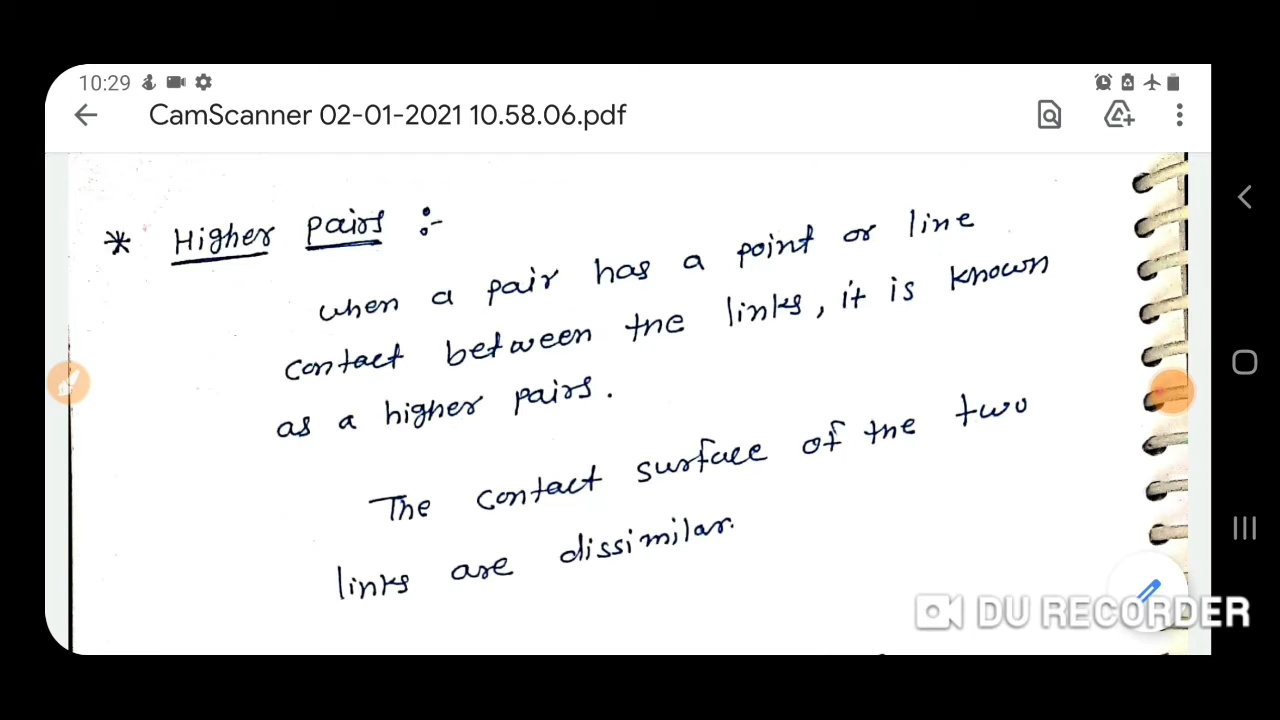 10:29
CamScanner 02-01-2021 10.58.06.pdf
* Higher Pairs :-
when a pair has a point or line
contact between the links, it is known
as a higher pairs.
The contact surface of the two
links are dissimilar.
DU RECORDER